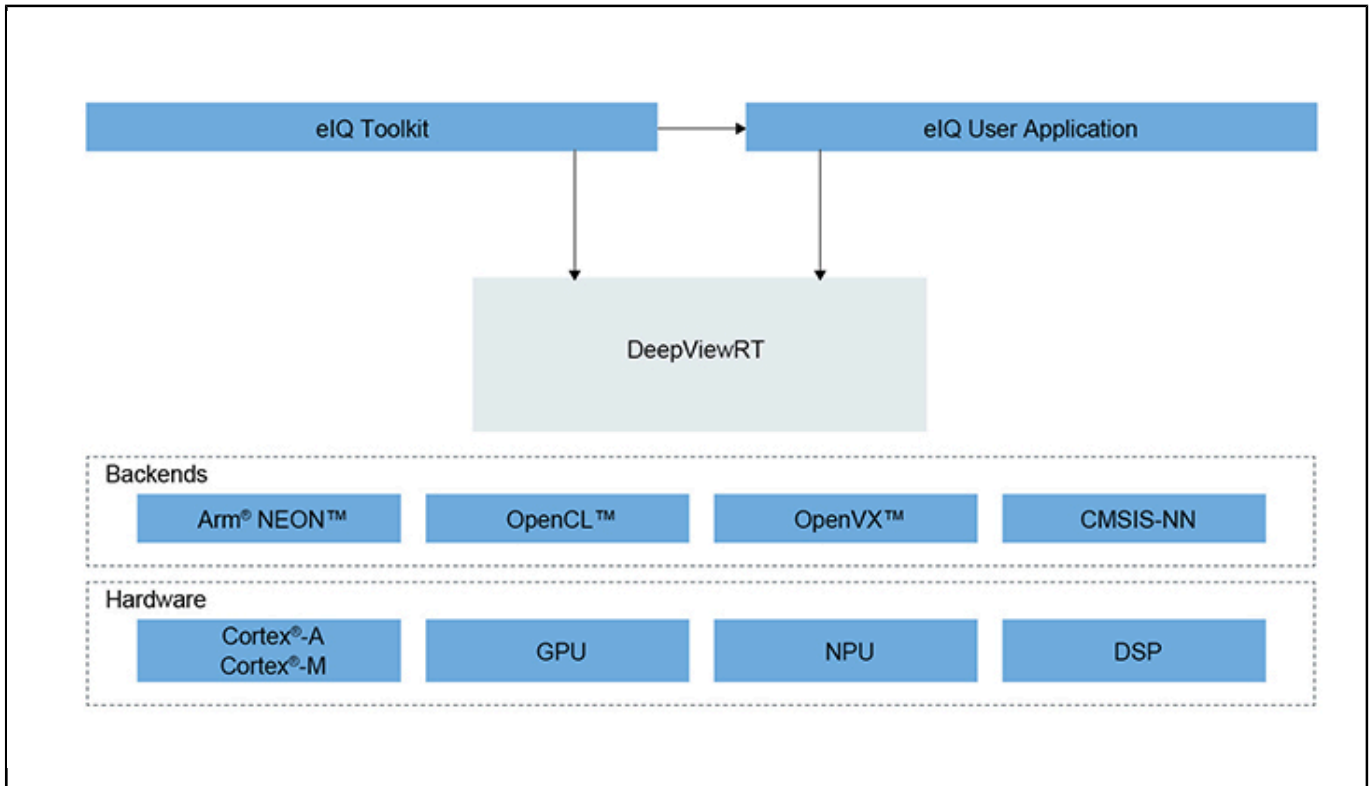 eIQ Toolkit
eIQ User Application
DeepViewRT
Backends
Arm® NEON™
OpenCL™
OpenVX™
CMSIS-NN
Hardware
Cortex®-A
Cortex®-M
GPU
NPU
DSP